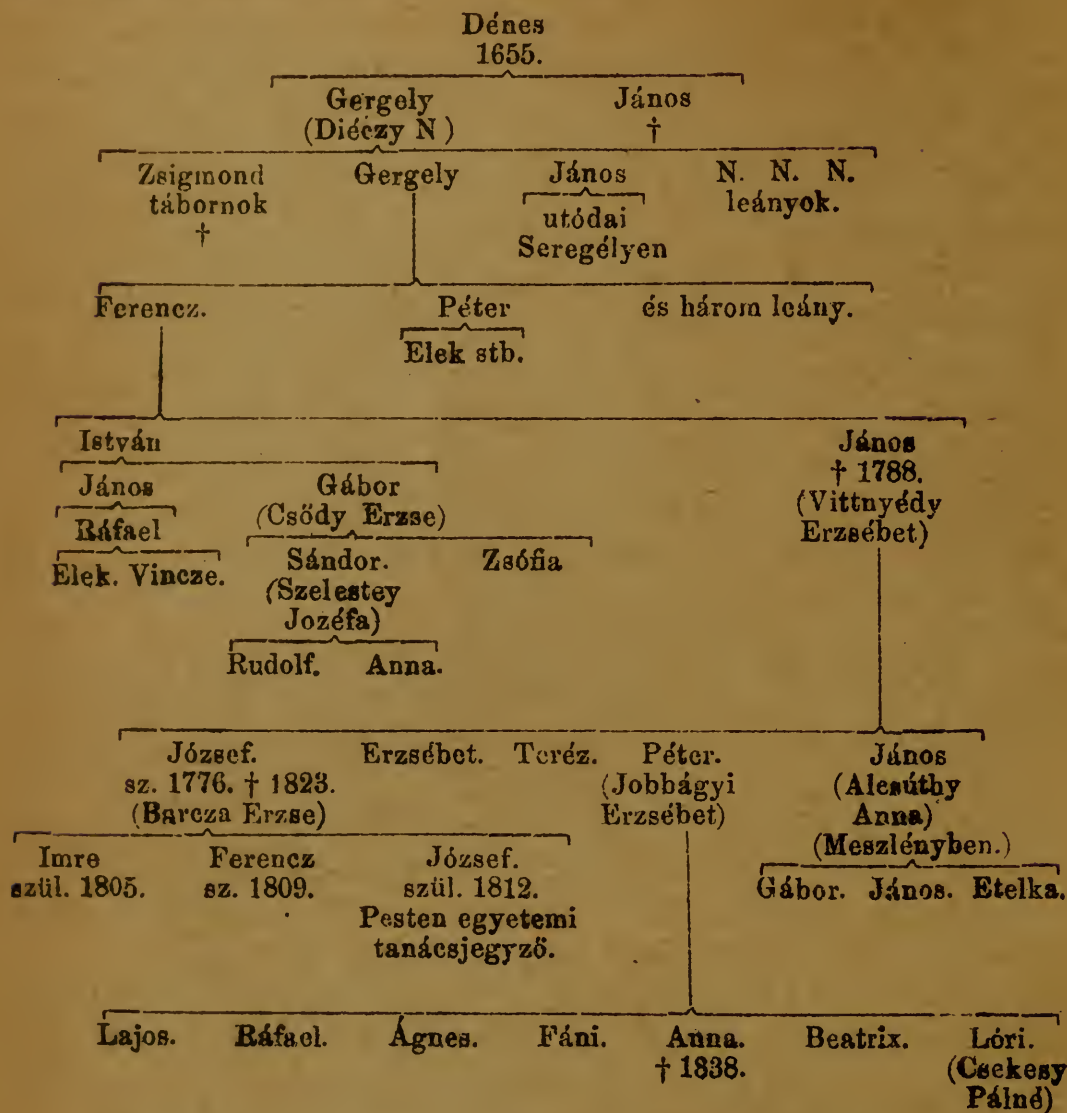 Dénes
1655.
Gergely János
(Diéczy N ) †
Zsigmond Gergely János N. N. N.
tábornok utódai leányok.
† Seregélyen
Ferencz. Péter és három leány.
Elek stb.
István János
János Gábor † 1788.
(Csődy Erzse) (Vittnyédy
Ráfael Erzsébet)
Elek. Vincze. Sándor. Zsófia
(Szelestey
Jozéfa)
Rudolf. Anna.
József. Erzsébet. Teréz. Péter. János
sz. 1776. † 1823. (Jobbágyi (Alesúthy
(Barcza Erzse) Erzsébet) Anna)
(Meszlényben.)
Imre Ferencz József. Gábor. János. Etelka.
szül. 1805. sz. 1809. szül. 1812.
Pesten egyetemi
tanácsjegyző.
Lajos. Ráfael. Ágnes. Fáni. Anna. Beatrix. Lóri.
† 1838. (Csekesy
Pálné)